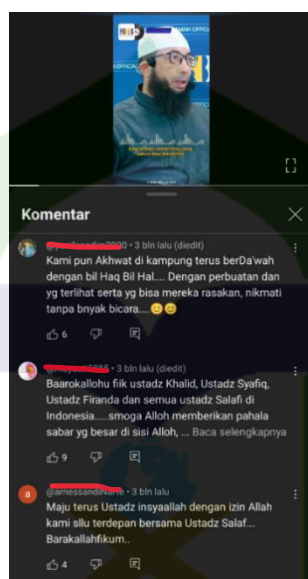 Komentar
3 bln lalu (diedit)
Kami pun Akhwat di kampung terus berDa'wah
dengan bil Haq Bil Hal.... Dengan perbuatan dan
yg terlihat serta yg bisa mereka rasakan, nikmati
tanpa bnyak bicara....😊😊
6
3 bln lalu (diedit)
Baarokallohu fiik ustadz Khalid, Ustadz Syafiq,
Ustadz Firanda dan semua ustadz Salafi di
Indonesia.....smoga Alloh memberikan pahala
sabar yg besar di sisi Alloh, ... Baca selengkapnya
9
a
3 bln lalu
Maju terus Ustadz insyaallah dengan izin Allah
kami sllu terdepan bersama Ustadz Salaf...
Barakallahfikum..
4